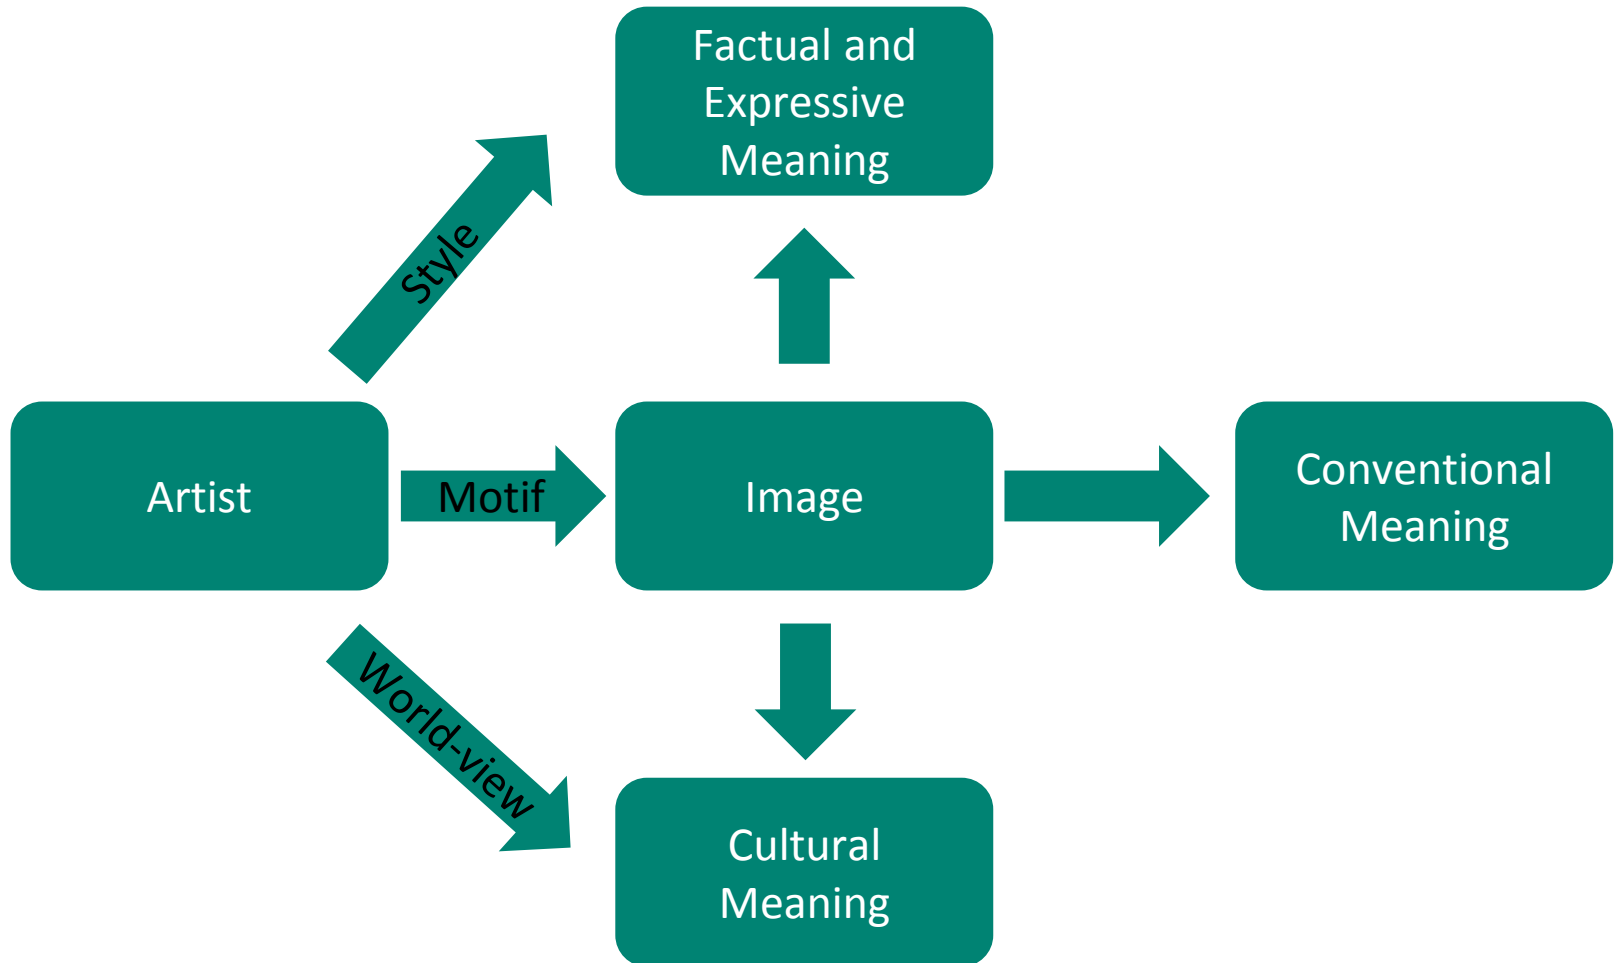 Factual and
Expressive
Meaning
Style
Artist
Motif
Image
Conventional
Meaning
World-view
Cultural
Meaning